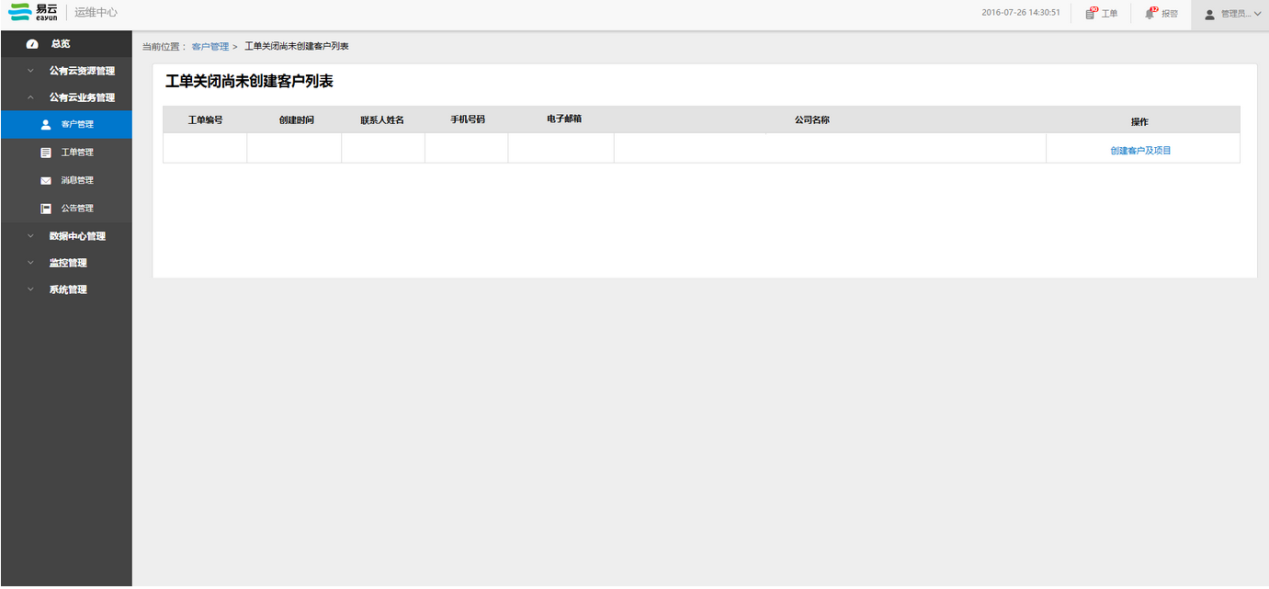 易云 eayun 运维中心
2016-07-26 14:30:51 工单 报警 管理员...
总览
公有云资源管理
公有云业务管理
客户管理
工单管理
消息管理
公告管理
数据中心管理
监控管理
系统管理
当前位置： 客户管理 > 工单关闭尚未创建客户列表
工单关闭尚未创建客户列表
工单编号 创建时间 联系人姓名 手机号码 电子邮箱 公司名称 操作
创建客户及项目